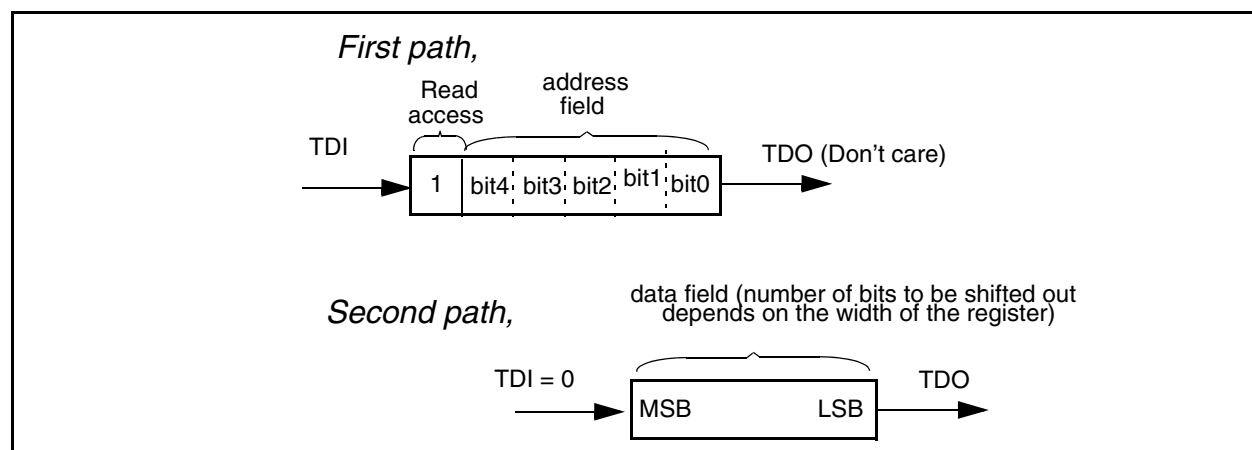 First path,
Read
access
address
field
TDI
1
bit4
bit3
bit2
bit1
bit0
TDO (Don't care)
Second path,
data field (number of bits to be shifted out
depends on the width of the register)
TDI = 0
MSB
LSB
TDO